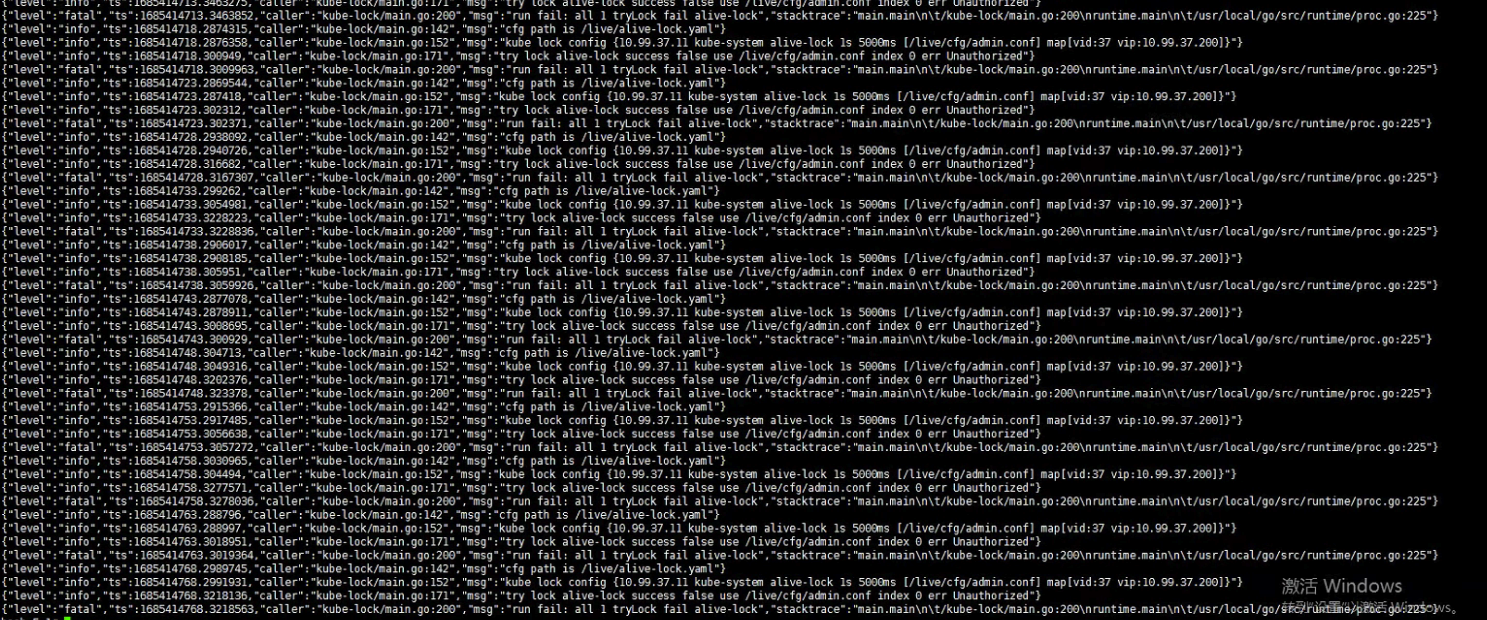 {"level":"info","ts":1685414713.3463275,"caller":"kube-lock/main.go:171","msg":"try lock alive-lock success false use /live/cfg/admin.conf index 0 err Unauthorized"}
{"level":"fatal","ts":1685414713.3463852,"caller":"kube-lock/main.go:200","msg":"run fail: all 1 tryLock fail alive-lock","stacktrace":"main.main\n\t/kube-lock/main.go:200\nruntime.main\n\t/usr/local/go/src/runtime/proc.go:225"}
{"level":"info","ts":1685414718.2874315,"caller":"kube-lock/main.go:142","msg":"cfg path is /live/alive-lock.yaml"}
{"level":"info","ts":1685414718.2876358,"caller":"kube-lock/main.go:152","msg":"kube lock config {10.99.37.11 kube-system alive-lock 1s 5000ms [/live/cfg/admin.conf] map[vid:37 vip:10.99.37.200]}"}
{"level":"info","ts":1685414718.300949,"caller":"kube-lock/main.go:171","msg":"try lock alive-lock success false use /live/cfg/admin.conf index 0 err Unauthorized"}
{"level":"fatal","ts":1685414718.3009963,"caller":"kube-lock/main.go:200","msg":"run fail: all 1 tryLock fail alive-lock","stacktrace":"main.main\n\t/kube-lock/main.go:200\nruntime.main\n\t/usr/local/go/src/runtime/proc.go:225"}
{"level":"info","ts":1685414723.2869544,"caller":"kube-lock/main.go:142","msg":"cfg path is /live/alive-lock.yaml"}
{"level":"info","ts":1685414723.287418,"caller":"kube-lock/main.go:152","msg":"kube lock config {10.99.37.11 kube-system alive-lock 1s 5000ms [/live/cfg/admin.conf] map[vid:37 vip:10.99.37.200]}"}
{"level":"info","ts":1685414723.302312,"caller":"kube-lock/main.go:171","msg":"try lock alive-lock success false use /live/cfg/admin.conf index 0 err Unauthorized"}
{"level":"fatal","ts":1685414723.302371,"caller":"kube-lock/main.go:200","msg":"run fail: all 1 tryLock fail alive-lock","stacktrace":"main.main\n\t/kube-lock/main.go:200\nruntime.main\n\t/usr/local/go/src/runtime/proc.go:225"}
{"level":"info","ts":1685414728.2938092,"caller":"kube-lock/main.go:142","msg":"cfg path is /live/alive-lock.yaml"}
{"level":"info","ts":1685414728.2940726,"caller":"kube-lock/main.go:152","msg":"kube lock config {10.99.37.11 kube-system alive-lock 1s 5000ms [/live/cfg/admin.conf] map[vid:37 vip:10.99.37.200]}"}
{"level":"info","ts":1685414728.316682,"caller":"kube-lock/main.go:171","msg":"try lock alive-lock success false use /live/cfg/admin.conf index 0 err Unauthorized"}
{"level":"fatal","ts":1685414728.3167307,"caller":"kube-lock/main.go:200","msg":"run fail: all 1 tryLock fail alive-lock","stacktrace":"main.main\n\t/kube-lock/main.go:200\nruntime.main\n\t/usr/local/go/src/runtime/proc.go:225"}
{"level":"info","ts":1685414733.299262,"caller":"kube-lock/main.go:142","msg":"cfg path is /live/alive-lock.yaml"}
{"level":"info","ts":1685414733.3054981,"caller":"kube-lock/main.go:152","msg":"kube lock config {10.99.37.11 kube-system alive-lock 1s 5000ms [/live/cfg/admin.conf] map[vid:37 vip:10.99.37.200]}"}
{"level":"info","ts":1685414733.3228223,"caller":"kube-lock/main.go:171","msg":"try lock alive-lock success false use /live/cfg/admin.conf index 0 err Unauthorized"}
{"level":"fatal","ts":1685414733.3228836,"caller":"kube-lock/main.go:200","msg":"run fail: all 1 tryLock fail alive-lock","stacktrace":"main.main\n\t/kube-lock/main.go:200\nruntime.main\n\t/usr/local/go/src/runtime/proc.go:225"}
{"level":"info","ts":1685414738.2906017,"caller":"kube-lock/main.go:142","msg":"cfg path is /live/alive-lock.yaml"}
{"level":"info","ts":1685414738.2908185,"caller":"kube-lock/main.go:152","msg":"kube lock config {10.99.37.11 kube-system alive-lock 1s 5000ms [/live/cfg/admin.conf] map[vid:37 vip:10.99.37.200]}"}
{"level":"info","ts":1685414738.305951,"caller":"kube-lock/main.go:171","msg":"try lock alive-lock success false use /live/cfg/admin.conf index 0 err Unauthorized"}
{"level":"fatal","ts":1685414738.3059926,"caller":"kube-lock/main.go:200","msg":"run fail: all 1 tryLock fail alive-lock","stacktrace":"main.main\n\t/kube-lock/main.go:200\nruntime.main\n\t/usr/local/go/src/runtime/proc.go:225"}
{"level":"info","ts":1685414743.2877078,"caller":"kube-lock/main.go:142","msg":"cfg path is /live/alive-lock.yaml"}
{"level":"info","ts":1685414743.2878911,"caller":"kube-lock/main.go:152","msg":"kube lock config {10.99.37.11 kube-system alive-lock 1s 5000ms [/live/cfg/admin.conf] map[vid:37 vip:10.99.37.200]}"}
{"level":"info","ts":1685414743.3008695,"caller":"kube-lock/main.go:171","msg":"try lock alive-lock success false use /live/cfg/admin.conf index 0 err Unauthorized"}
{"level":"fatal","ts":1685414743.300929,"caller":"kube-lock/main.go:200","msg":"run fail: all 1 tryLock fail alive-lock","stacktrace":"main.main\n\t/kube-lock/main.go:200\nruntime.main\n\t/usr/local/go/src/runtime/proc.go:225"}
{"level":"info","ts":1685414748.304713,"caller":"kube-lock/main.go:142","msg":"cfg path is /live/alive-lock.yaml"}
{"level":"info","ts":1685414748.3049316,"caller":"kube-lock/main.go:152","msg":"kube lock config {10.99.37.11 kube-system alive-lock 1s 5000ms [/live/cfg/admin.conf] map[vid:37 vip:10.99.37.200]}"}
{"level":"info","ts":1685414748.3202376,"caller":"kube-lock/main.go:171","msg":"try lock alive-lock success false use /live/cfg/admin.conf index 0 err Unauthorized"}
{"level":"fatal","ts":1685414748.323378,"caller":"kube-lock/main.go:200","msg":"run fail: all 1 tryLock fail alive-lock","stacktrace":"main.main\n\t/kube-lock/main.go:200\nruntime.main\n\t/usr/local/go/src/runtime/proc.go:225"}
{"level":"info","ts":1685414753.2915366,"caller":"kube-lock/main.go:142","msg":"cfg path is /live/alive-lock.yaml"}
{"level":"info","ts":1685414753.2917485,"caller":"kube-lock/main.go:152","msg":"kube lock config {10.99.37.11 kube-system alive-lock 1s 5000ms [/live/cfg/admin.conf] map[vid:37 vip:10.99.37.200]}"}
{"level":"info","ts":1685414753.3056638,"caller":"kube-lock/main.go:171","msg":"try lock alive-lock success false use /live/cfg/admin.conf index 0 err Unauthorized"}
{"level":"fatal","ts":1685414753.3057272,"caller":"kube-lock/main.go:200","msg":"run fail: all 1 tryLock fail alive-lock","stacktrace":"main.main\n\t/kube-lock/main.go:200\nruntime.main\n\t/usr/local/go/src/runtime/proc.go:225"}
{"level":"info","ts":1685414758.3030965,"caller":"kube-lock/main.go:142","msg":"cfg path is /live/alive-lock.yaml"}
{"level":"info","ts":1685414758.304494,"caller":"kube-lock/main.go:152","msg":"kube lock config {10.99.37.11 kube-system alive-lock 1s 5000ms [/live/cfg/admin.conf] map[vid:37 vip:10.99.37.200]}"}
{"level":"info","ts":1685414758.3277571,"caller":"kube-lock/main.go:171","msg":"try lock alive-lock success false use /live/cfg/admin.conf index 0 err Unauthorized"}
{"level":"fatal","ts":1685414758.3278036,"caller":"kube-lock/main.go:200","msg":"run fail: all 1 tryLock fail alive-lock","stacktrace":"main.main\n\t/kube-lock/main.go:200\nruntime.main\n\t/usr/local/go/src/runtime/proc.go:225"}
{"level":"info","ts":1685414763.288796,"caller":"kube-lock/main.go:142","msg":"cfg path is /live/alive-lock.yaml"}
{"level":"info","ts":1685414763.288997,"caller":"kube-lock/main.go:152","msg":"kube lock config {10.99.37.11 kube-system alive-lock 1s 5000ms [/live/cfg/admin.conf] map[vid:37 vip:10.99.37.200]}"}
{"level":"info","ts":1685414763.3018951,"caller":"kube-lock/main.go:171","msg":"try lock alive-lock success false use /live/cfg/admin.conf index 0 err Unauthorized"}
{"level":"fatal","ts":1685414763.3019364,"caller":"kube-lock/main.go:200","msg":"run fail: all 1 tryLock fail alive-lock","stacktrace":"main.main\n\t/kube-lock/main.go:200\nruntime.main\n\t/usr/local/go/src/runtime/proc.go:225"}
{"level":"info","ts":1685414768.2989745,"caller":"kube-lock/main.go:142","msg":"cfg path is /live/alive-lock.yaml"}
{"level":"info","ts":1685414768.2991931,"caller":"kube-lock/main.go:152","msg":"kube lock config {10.99.37.11 kube-system alive-lock 1s 5000ms [/live/cfg/admin.conf] map[vid:37 vip:10.99.37.200]}"}
{"level":"info","ts":1685414768.3218136,"caller":"kube-lock/main.go:171","msg":"try lock alive-lock success false use /live/cfg/admin.conf index 0 err Unauthorized"}
{"level":"fatal","ts":1685414768.3218563,"caller":"kube-lock/main.go:200","msg":"run fail: all 1 tryLock fail alive-lock","stacktrace":"main.main\n\t/kube-lock/main.go:200\nruntime.main\n\t/usr/local/go/src/runtime/proc.go:225"}
激活 Windows
转到"设置"以激活 Windows。